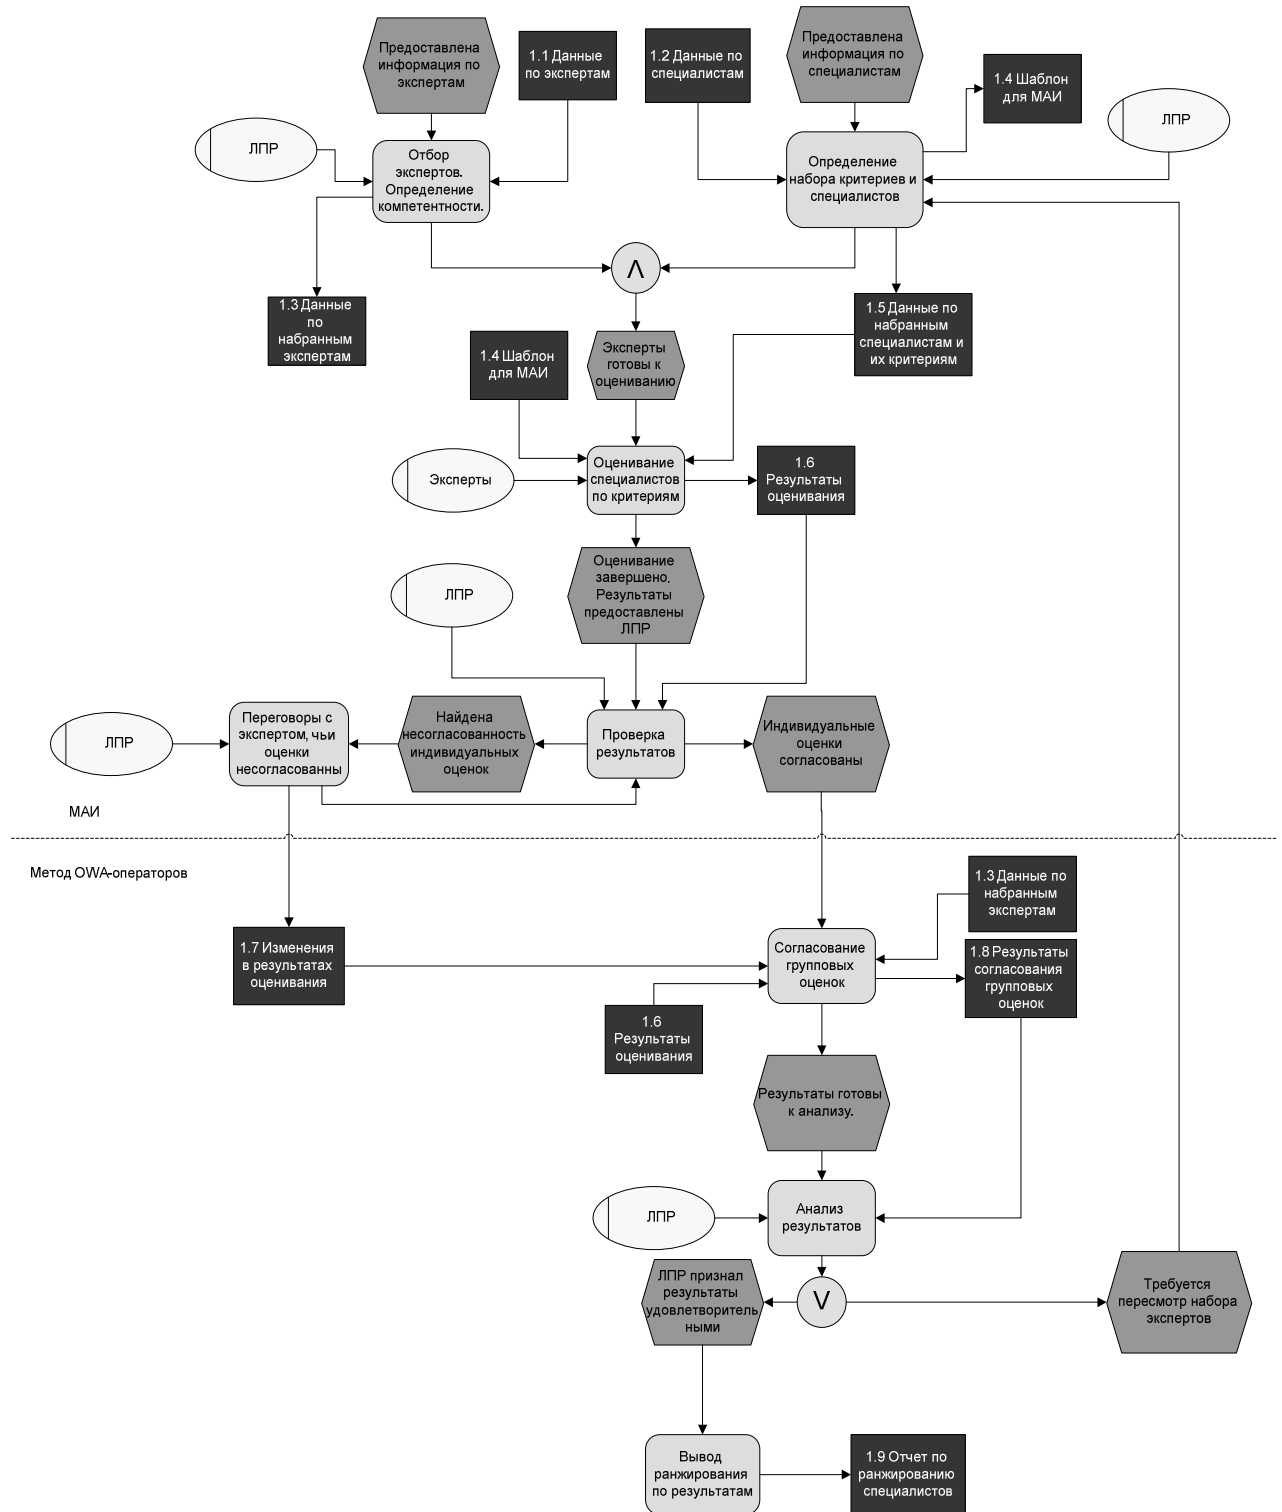 Предоставлена
информация по
экспертам
1.1 Данные
по экспертам
1.2 Данные по
специалистам
Предоставлена
информация по
специалистам
1.4 Шаблон
для МАИ
ЛПР
ЛПР
Отбор
экспертов.
Определение
компетентности.
Определение
набора критериев и
специалистов
Λ
1.3 Данные
по
набранным
экспертам
1.4 Шаблон
для МАИ
Эксперты
готовы к
оцениванию
1.5 Данные по
набранным
специалистам и
их критериям
Эксперты
Оценивание
специалистов
по критериям
1.6
Результаты
оценивания
ЛПР
Оценивание
завершено.
Результаты
предоставлены
ЛПР
ЛПР
Переговоры с
экспертом, чьи
оценки
несогласованны
Найдена
несогласованность
индивидуальных
оценок
Проверка
результатов
Индивидуальные
оценки
согласованы
МАИ
Метод OWA-операторов
1.3 Данные по
набранным
экспертам
1.7 Изменения
в результатах
оценивания
Согласование
групповых
оценок
1.8 Результаты
согласования
групповых
оценок
1.6
Результаты
оценивания
Результаты готовы
к анализу.
ЛПР
Анализ
результатов
ЛПР признал
результаты
удовлетворитель
ными
V
Требуется
пересмотр набора
экспертов
Вывод
ранжирования
по результатам
1.9 Отчет по
ранжированию
специалистов